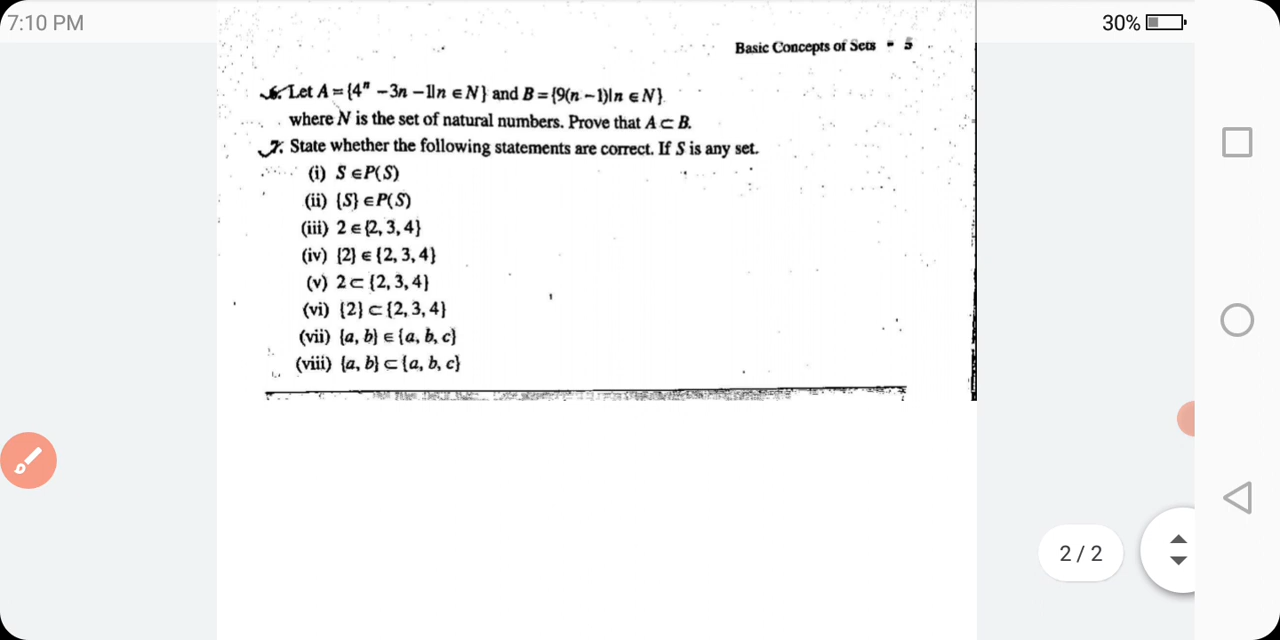 7:10 PM
30%
Basic Concepts of Sets - 5
6. Let A = {4ⁿ – 3n – 1|n ∈ N} and B = {9(n – 1)|n ∈ N}
where N is the set of natural numbers. Prove that A ⊂ B.
7. State whether the following statements are correct. If S is any set.
(i) S ∈ P(S)
(ii) {S} ∈ P(S)
(iii) 2 ∈ {2, 3, 4}
(iv) {2} ∈ {2, 3, 4}
(v) 2 ⊂ {2, 3, 4}
(vi) {2} ⊂ {2, 3, 4}
(vii) {a, b} ∈ {a, b, c}
(viii) {a, b} ⊂ {a, b, c}
2 / 2